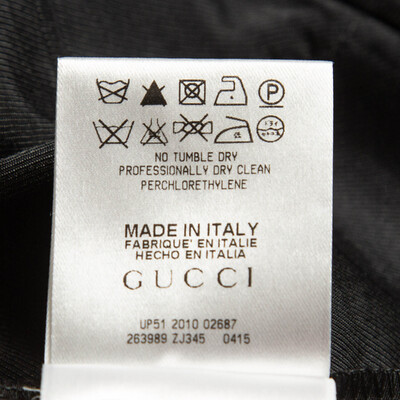 P
NO TUMBLE DRY
PROFESSIONALLY DRY CLEAN
PERCHLORETHYLENE
MADE IN ITALY
FABRIQUE' EN ITALIE
HECHO EN ITALIA
GUCCI
UP51 2010 02687
263989 ZJ345 0415